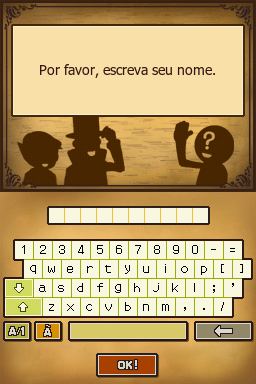 Por favor, escreva seu nome.
?
1 2 3 4 5 6 7 8 9 0 - =
q w e r t y u i o p [ ]
a s d f g h j k l ; '
z x c v b n m , . /
A/1 Ã
OK!